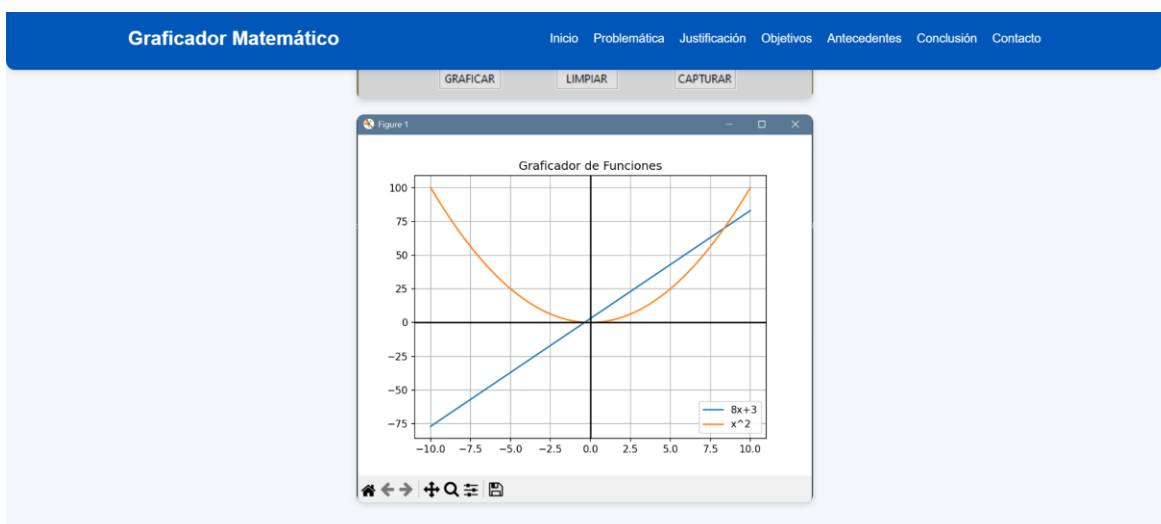 Graficador Matemático
Inicio Problemática Justificación Objetivos Antecedentes Conclusión Contacto
GRAFICAR LIMPIAR CAPTURAR
Figure 1
Graficador de Funciones
100
75
50
25
0
−25
−50
−75
8x+3
x^2
−10.0 −7.5 −5.0 −2.5 0.0 2.5 5.0 7.5 10.0